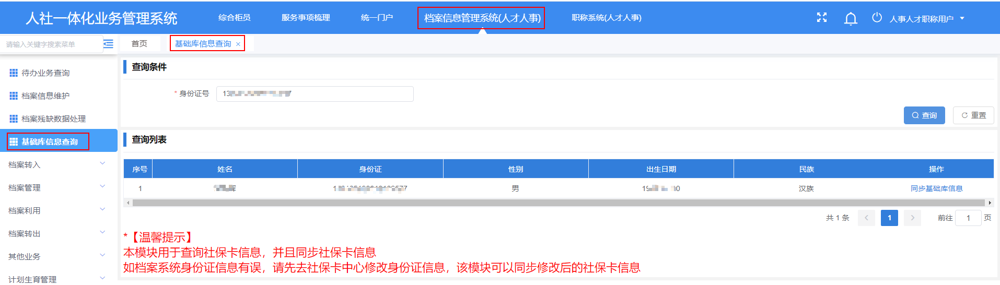 人社一体化业务管理系统 综合柜员 服务事项梳理 统一门户 档案信息管理系统(人才人事) 职称系统(人才人事) 人事人才职称用户
请输入关键字搜索菜单 首页 基础库信息查询 ×
待办业务查询
档案信息维护
档案残缺数据处理
基础库信息查询
档案转入
档案管理
档案利用
档案转出
其他业务
计划生育管理
查询条件
* 身份证号 13 7
查询 重置
查询列表
序号 姓名 身份证 性别 出生日期 民族 操作
1 男 19 0 汉族 同步基础库信息
共 1 条 < 1 > 前往 1 页
*【温馨提示】
本模块用于查询社保卡信息，并且同步社保卡信息
如档案系统身份证信息有误，请先去社保卡中心修改身份证信息，该模块可以同步修改后的社保卡信息